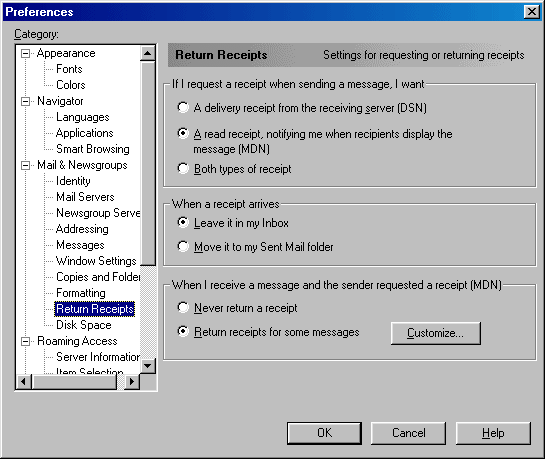 Preferences
Category:
Appearance
Fonts
Colors
Navigator
Languages
Applications
Smart Browsing
Mail & Newsgroups
Identity
Mail Servers
Newsgroup Serve
Addressing
Messages
Window Settings
Copies and Folder
Formatting
Return Receipts
Disk Space
Roaming Access
Server Information
Item Selection
Return Receipts Settings for requesting or returning receipts
If I request a receipt when sending a message, I want
A delivery receipt from the receiving server (DSN)
A read receipt, notifying me when recipients display the
message (MDN)
Both types of receipt
When a receipt arrives
Leave it in my Inbox
Move it to my Sent Mail folder
When I receive a message and the sender requested a receipt (MDN)
Never return a receipt
Return receipts for some messages
Customize...
OK
Cancel
Help